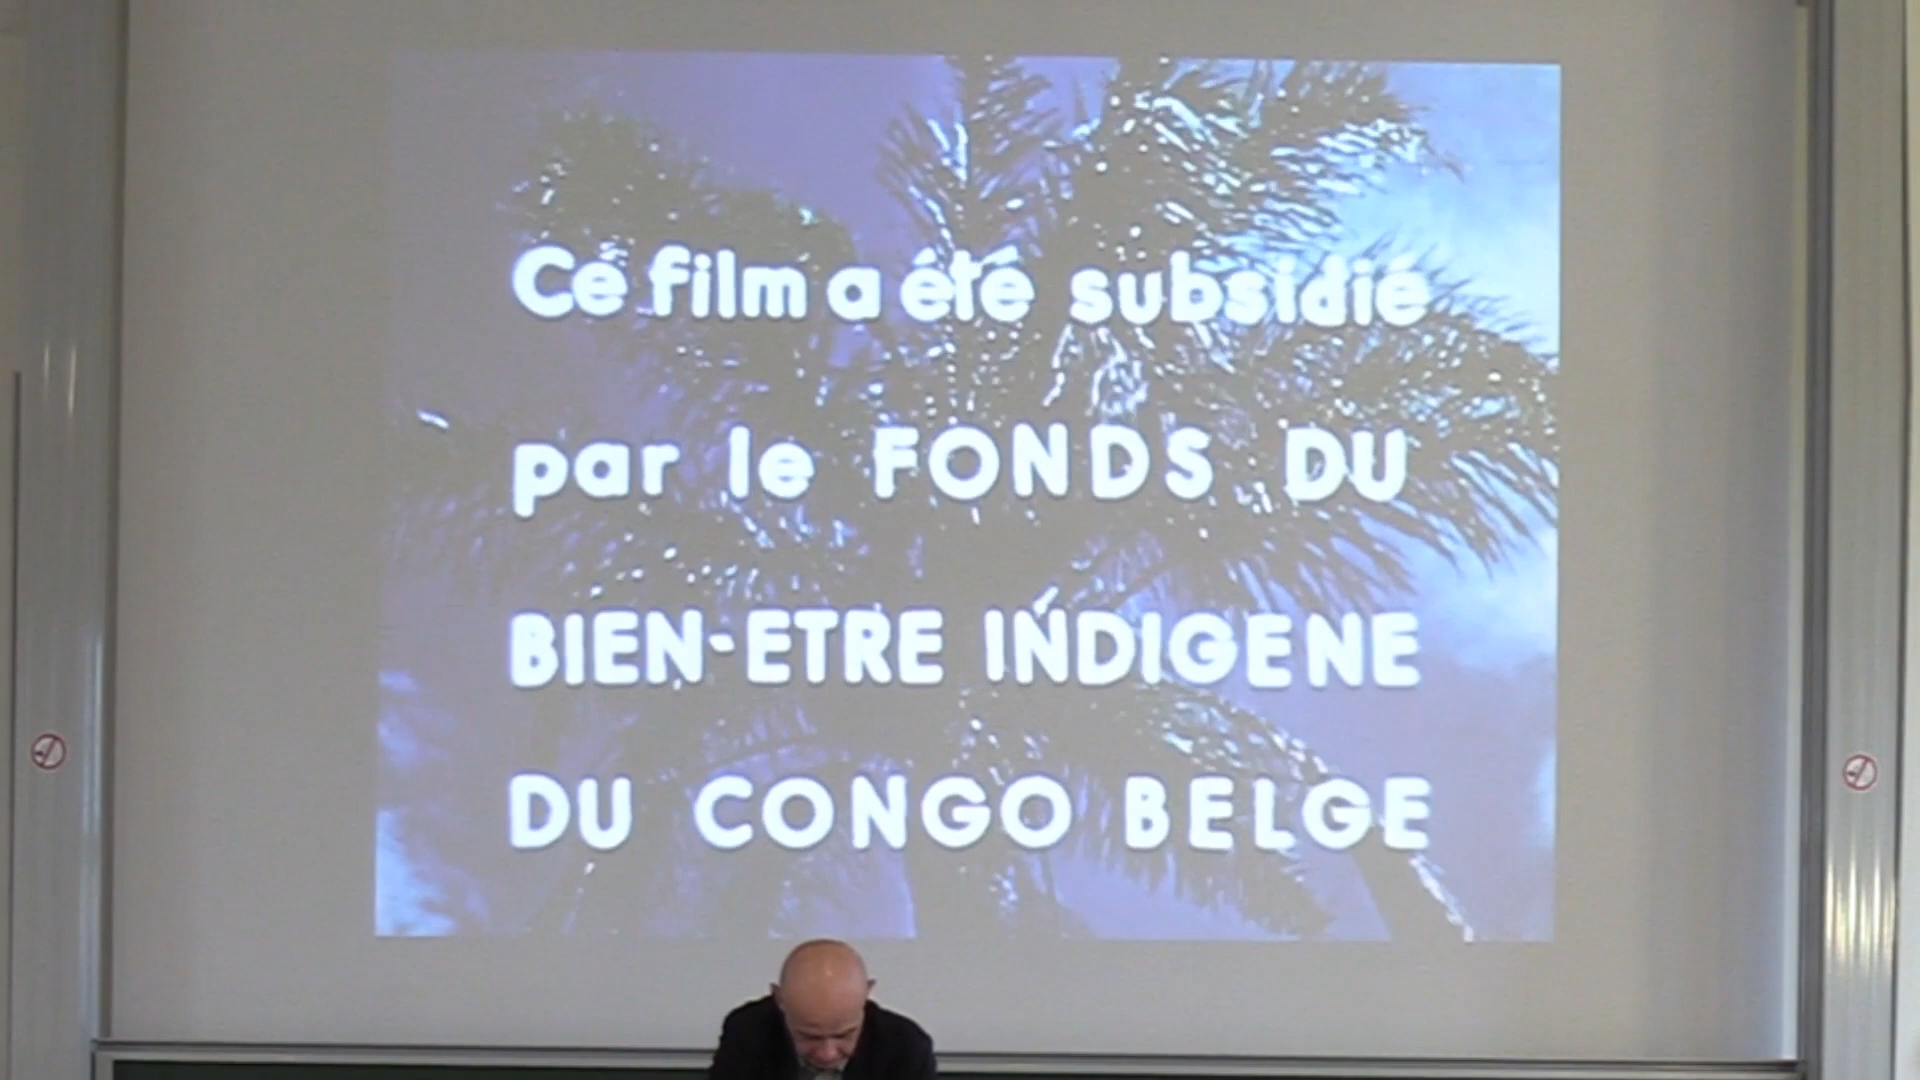 Ce film a été subsidié
par le FONDS DU
BIEN-ETRE INDIGENE
DU CONGO BELGE